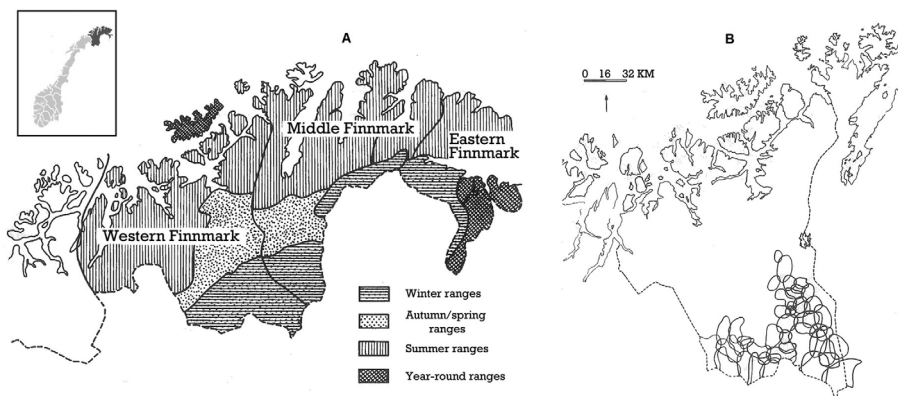 A
B
0 16 32 KM
Middle Finnmark
Eastern
Finnmark
Western Finnmark
Winter ranges
Autumn/spring
ranges
Summer ranges
Year-round ranges